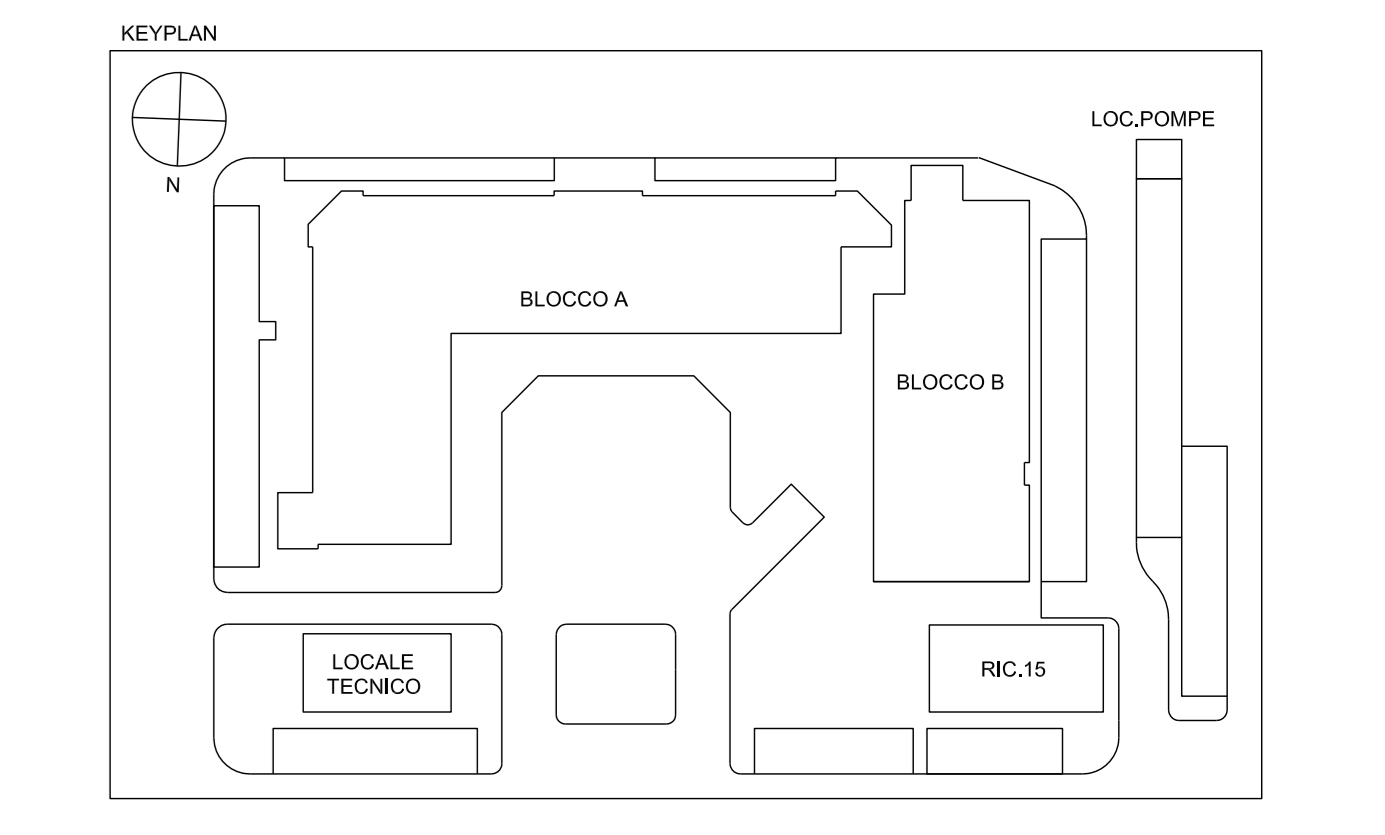 KEYPLAN
N
LOC.POMPE
BLOCCO A
BLOCCO B
LOCALE
TECNICO
RIC.15